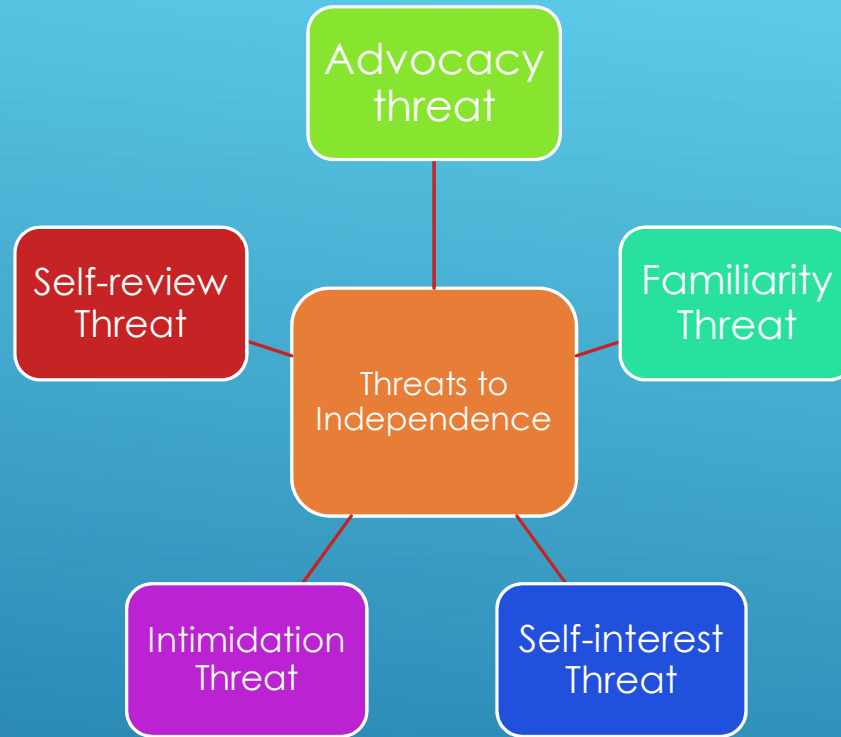 Advocacy
threat
Self-review
Threat
Familiarity
Threat
Threats to
Independence
Intimidation
Threat
Self-interest
Threat